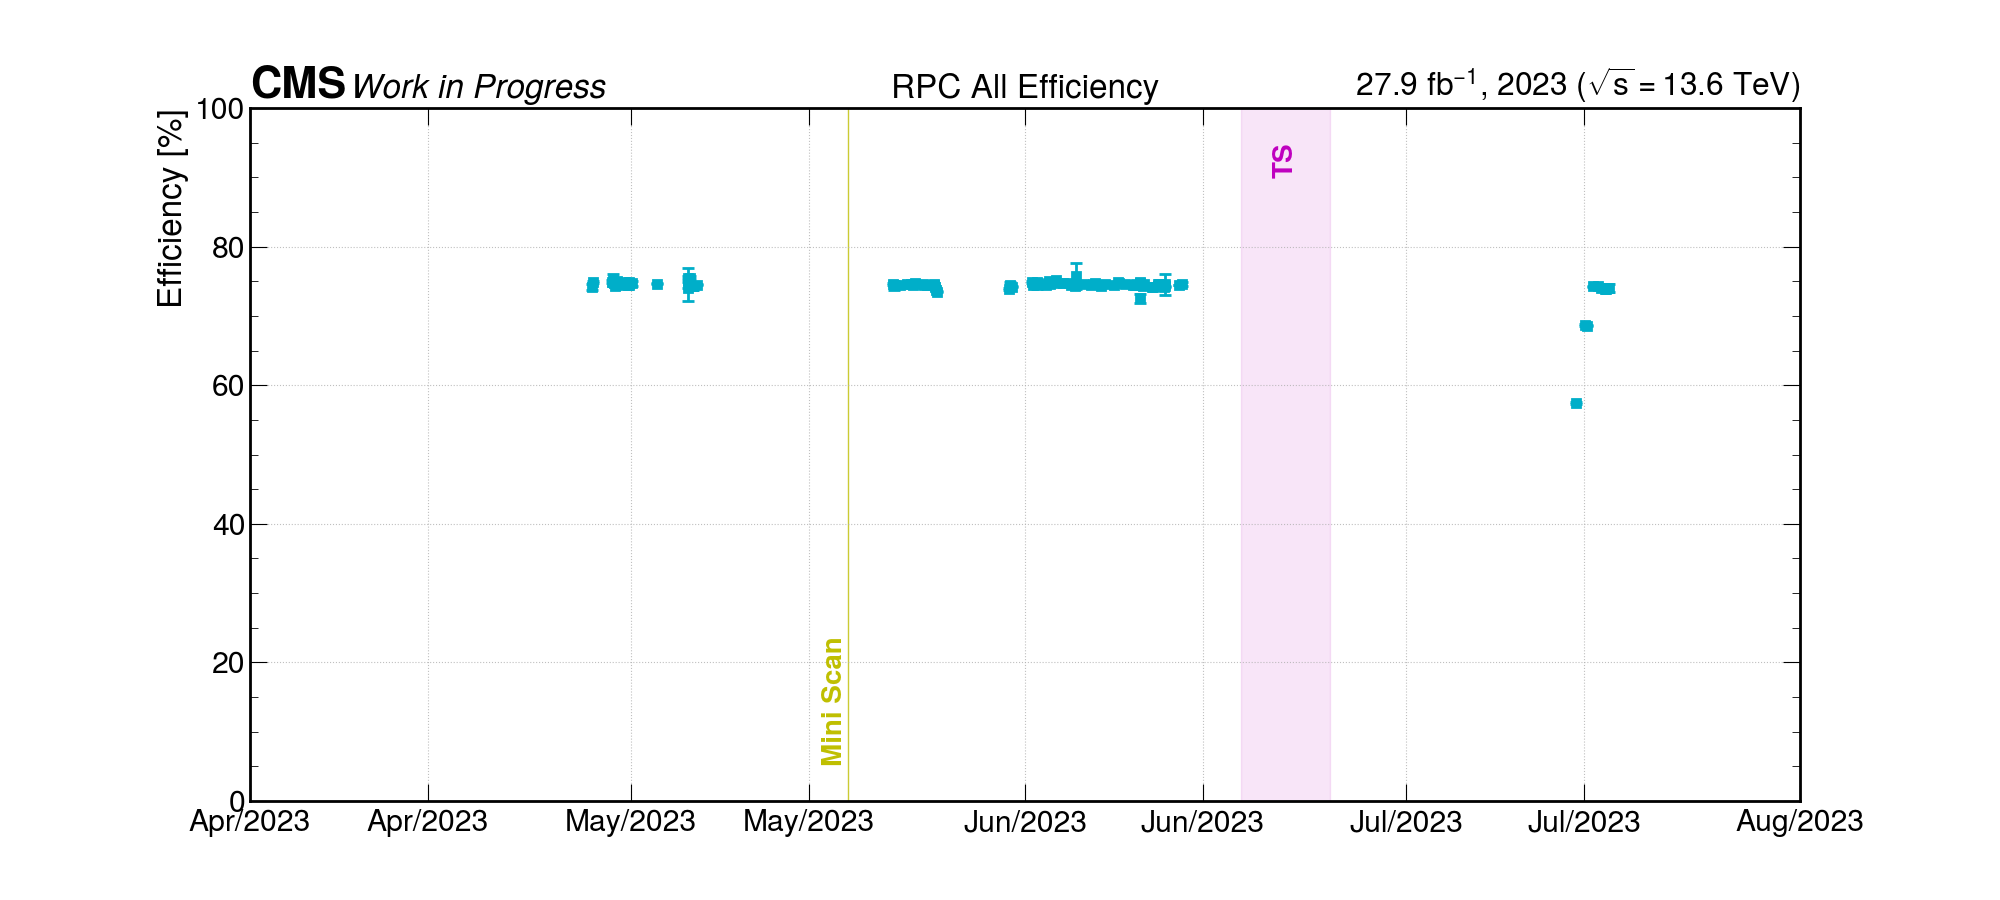 CMS Work in Progress RPC All Efficiency 27.9 fb⁻¹, 2023 (√s = 13.6 TeV)
Efficiency [%]
100
80
60
40
20
0
TS
Mini Scan
Apr/2023 Apr/2023 May/2023 May/2023 Jun/2023 Jun/2023 Jul/2023 Jul/2023 Aug/2023